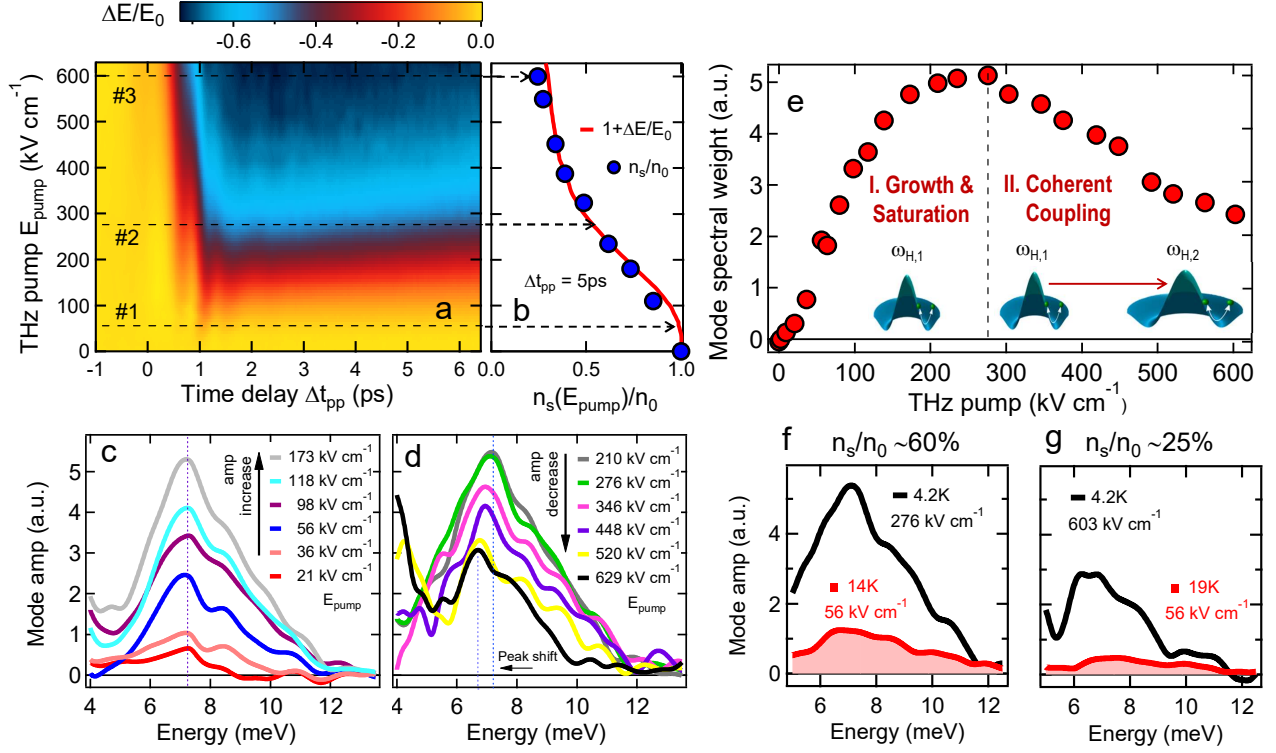 ΔE/E₀
-0.6 -0.4 -0.2 0.0
THz pump E_pump (kV cm⁻¹)
600
500
400
300
200
100
0
#3
#2
#1
a
-1 0 1 2 3 4 5 6
Time delay Δt_pp (ps)
1+ΔE/E₀
n_s/n₀
Δt_pp = 5ps
b
0.0 0.5 1.0
n_s(E_pump)/n₀
Mode spectral weight (a.u.)
5
4
3
2
1
0
e
I. Growth &
Saturation
II. Coherent
Coupling
ω_H,1
ω_H,1
ω_H,2
0 100 200 300 400 500 600
THz pump (kV cm⁻¹)
Mode amp (a.u.)
5
4
3
2
1
0
c
amp
increase
173 kV cm⁻¹
118 kV cm⁻¹
98 kV cm⁻¹
56 kV cm⁻¹
36 kV cm⁻¹
21 kV cm⁻¹
E_pump
4 6 8 10 12
Energy (meV)
d
amp
decrease
210 kV cm⁻¹
276 kV cm⁻¹
346 kV cm⁻¹
448 kV cm⁻¹
520 kV cm⁻¹
629 kV cm⁻¹
E_pump
Peak shift
4 6 8 10 12
Energy (meV)
f
n_s/n₀ ~60%
Mode amp (a.u.)
4
2
0
4.2K
276 kV cm⁻¹
14K
56 kV cm⁻¹
6 8 10 12
Energy (meV)
g
n_s/n₀ ~25%
4.2K
603 kV cm⁻¹
19K
56 kV cm⁻¹
6 8 10 12
Energy (meV)